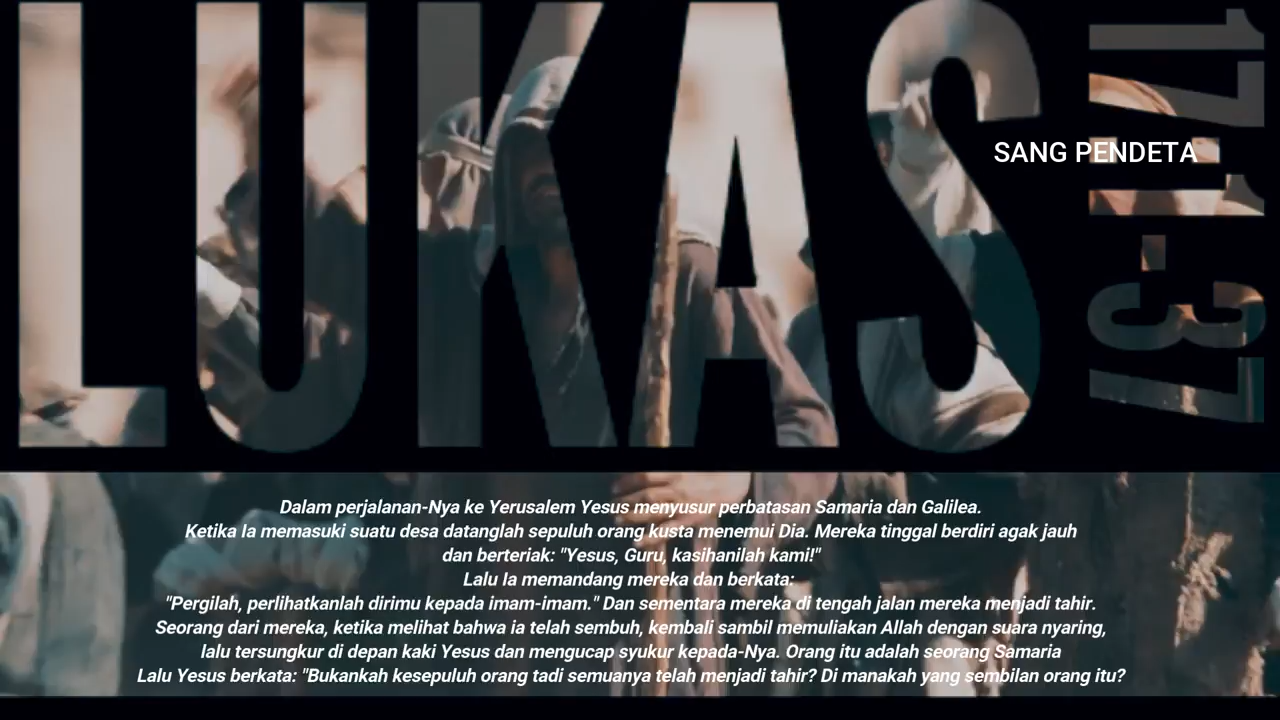 LUKAS
17:11-37
SANG PENDETA
Dalam perjalanan-Nya ke Yerusalem Yesus menyusur perbatasan Samaria dan Galilea.
Ketika Ia memasuki suatu desa datanglah sepuluh orang kusta menemui Dia. Mereka tinggal berdiri agak jauh
dan berteriak: "Yesus, Guru, kasihanilah kami!"
Lalu Ia memandang mereka dan berkata:
"Pergilah, perlihatkanlah dirimu kepada imam-imam." Dan sementara mereka di tengah jalan mereka menjadi tahir.
Seorang dari mereka, ketika melihat bahwa ia telah sembuh, kembali sambil memuliakan Allah dengan suara nyaring,
lalu tersungkur di depan kaki Yesus dan mengucap syukur kepada-Nya. Orang itu adalah seorang Samaria
Lalu Yesus berkata: "Bukankah kesepuluh orang tadi semuanya telah menjadi tahir? Di manakah yang sembilan orang itu?